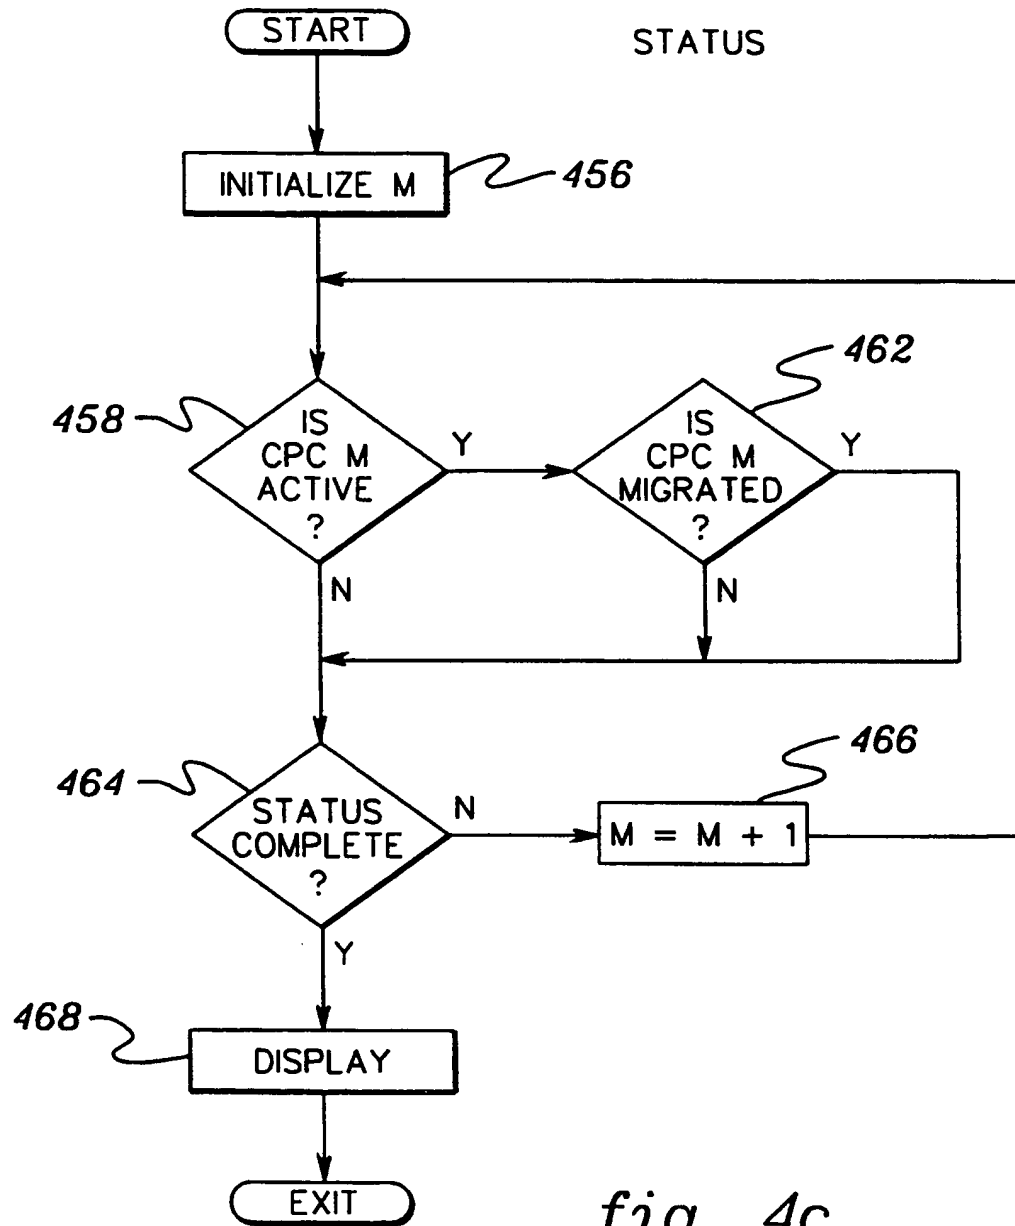 START
STATUS
INITIALIZE M
456
462
458
IS
CPC M
ACTIVE
?
Y
IS
CPC M
MIGRATED
?
Y
N
N
466
464
STATUS
COMPLETE
?
N
M = M + 1
Y
468
DISPLAY
EXIT
fig. 4c